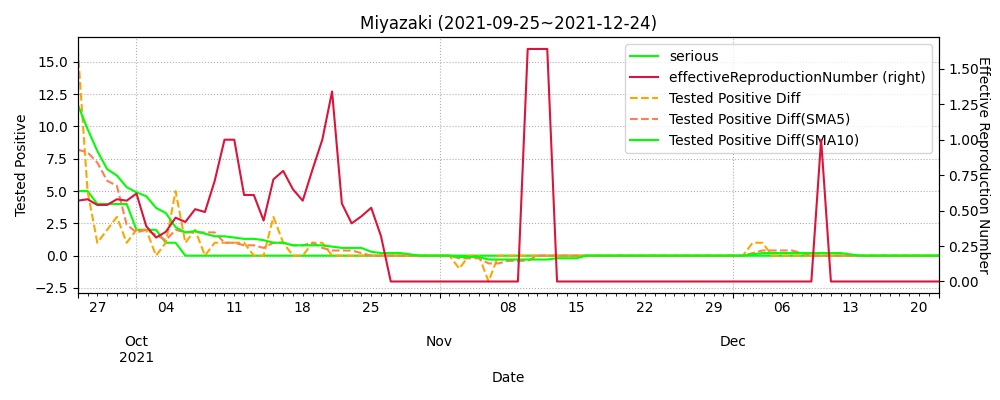 Miyazaki (2021-09-25~2021-12-24)
serious
effectiveReproductionNumber (right)
Tested Positive Diff
Tested Positive Diff(SMA5)
Tested Positive Diff(SMA10)
Tested Positive
15.0
12.5
10.0
7.5
5.0
2.5
0.0
−2.5
Effective Reproduction Number
1.50
1.25
1.00
0.75
0.50
0.25
0.00
27 04 11 18 25 08 15 22 29 06 13 20
Oct Nov Dec
2021
Date